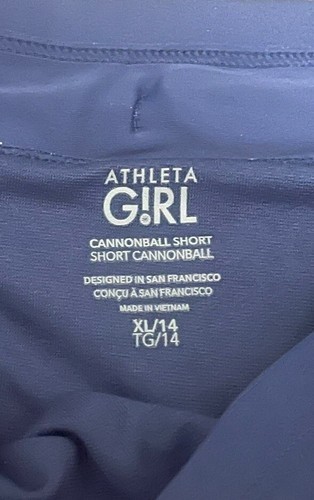 ATHLETA
G!RL
CANNONBALL SHORT
SHORT CANNONBALL
DESIGNED IN SAN FRANCISCO
CONÇU À SAN FRANCISCO
MADE IN VIETNAM
XL/14
TG/14